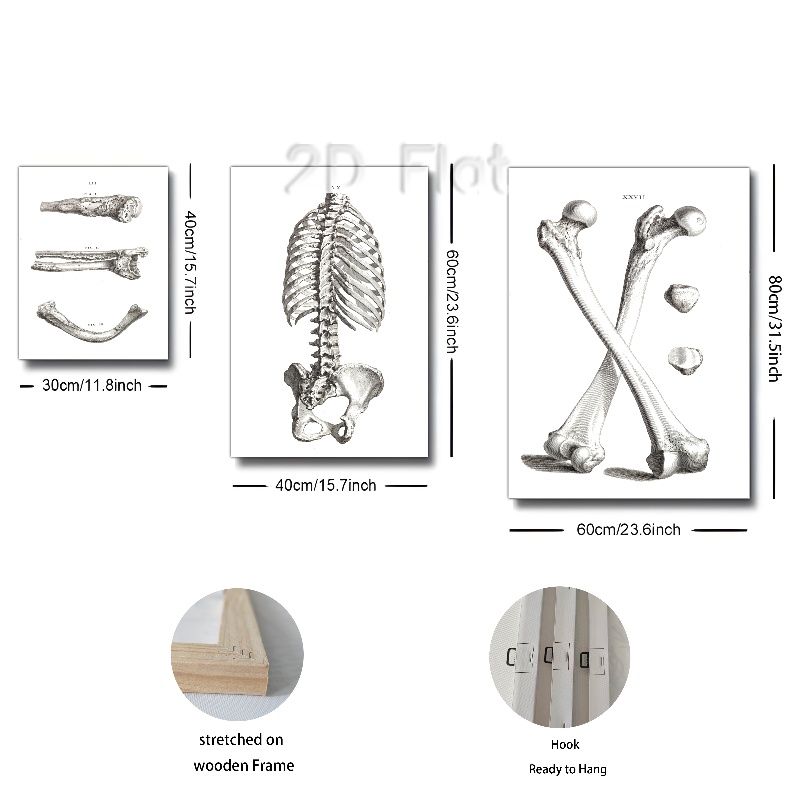 2D Flat
XXVII
40cm/15.7inch
60cm/23.6inch
80cm/31.5inch
30cm/11.8inch
40cm/15.7inch
60cm/23.6inch
stretched on
wooden Frame
Hook
Ready to Hang